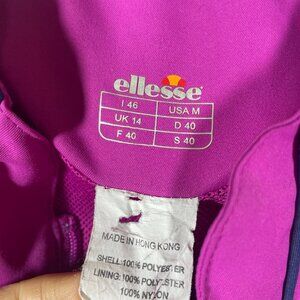 ellesse
I 46 USA M
UK 14 D 40
F 40 S 40
MADE IN HONG KONG
SHELL:100% POLYESTER
LINING:100% POLYESTER
100% NYLON